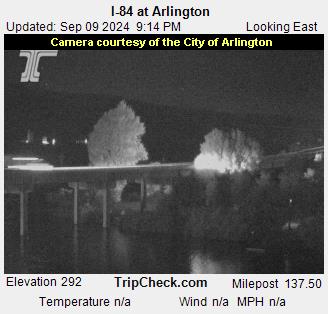 I-84 at Arlington
Updated: Sep 09 2024 9:14 PM Looking East
Camera courtesy of the City of Arlington
Elevation 292 TripCheck.com Milepost 137.50
Temperature n/a Wind n/a MPH n/a